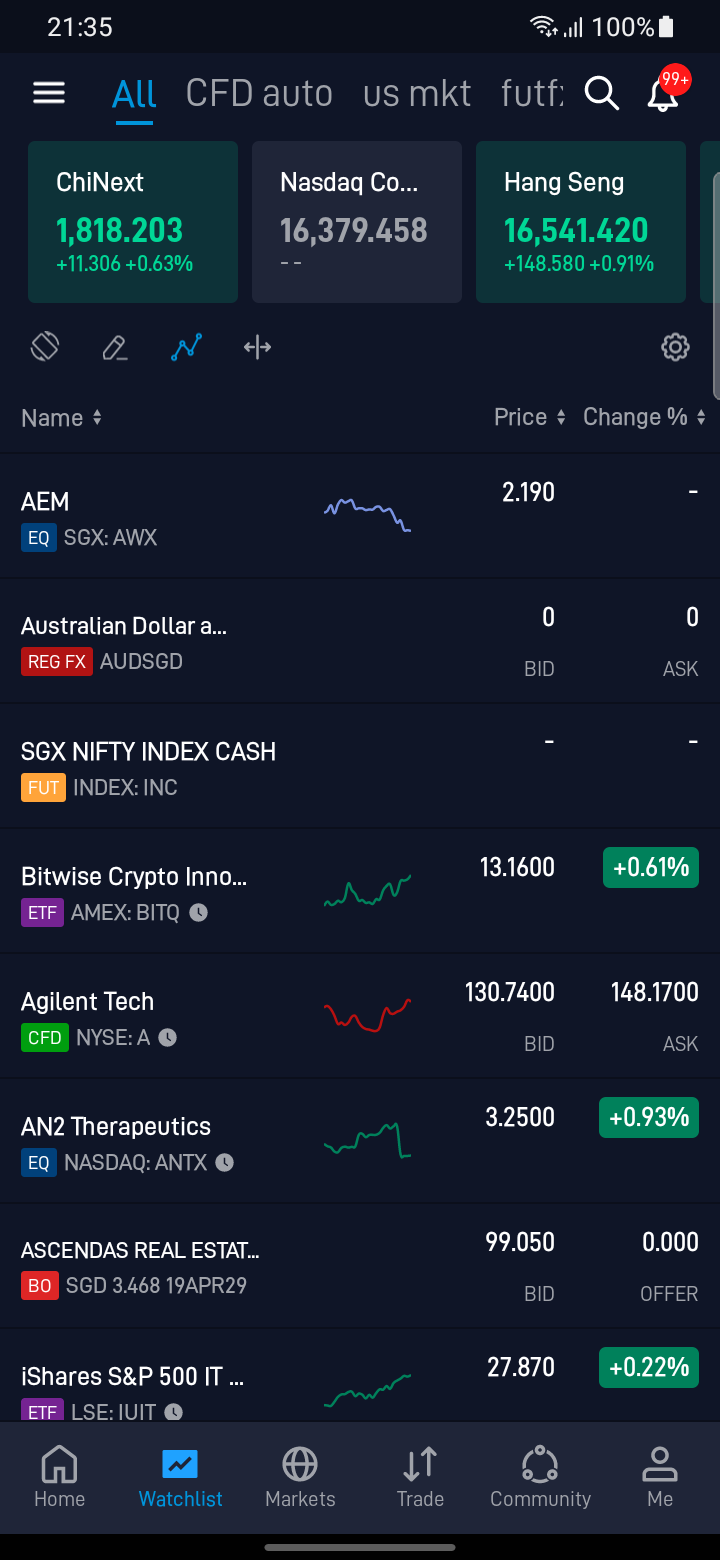 21:35 100%
All CFD auto us mkt futfx 99+
ChiNext Nasdaq Co... Hang Seng
1,818.203 16,379.458 16,541.420
+11.306 +0.63% -- +148.580 +0.91%
Name Price Change %
AEM 2.190 -
EQ SGX: AWX
Australian Dollar a... 0 0
REG FX AUDSGD BID ASK
SGX NIFTY INDEX CASH - -
FUT INDEX: INC
Bitwise Crypto Inno... 13.1600 +0.61%
ETF AMEX: BITQ
Agilent Tech 130.7400 148.1700
CFD NYSE: A BID ASK
AN2 Therapeutics 3.2500 +0.93%
EQ NASDAQ: ANTX
ASCENDAS REAL ESTAT... 99.050 0.000
BO SGD 3.468 19APR29 BID OFFER
iShares S&P 500 IT ... 27.870 +0.22%
ETF LSE: IUIT
Home Watchlist Markets Trade Community Me